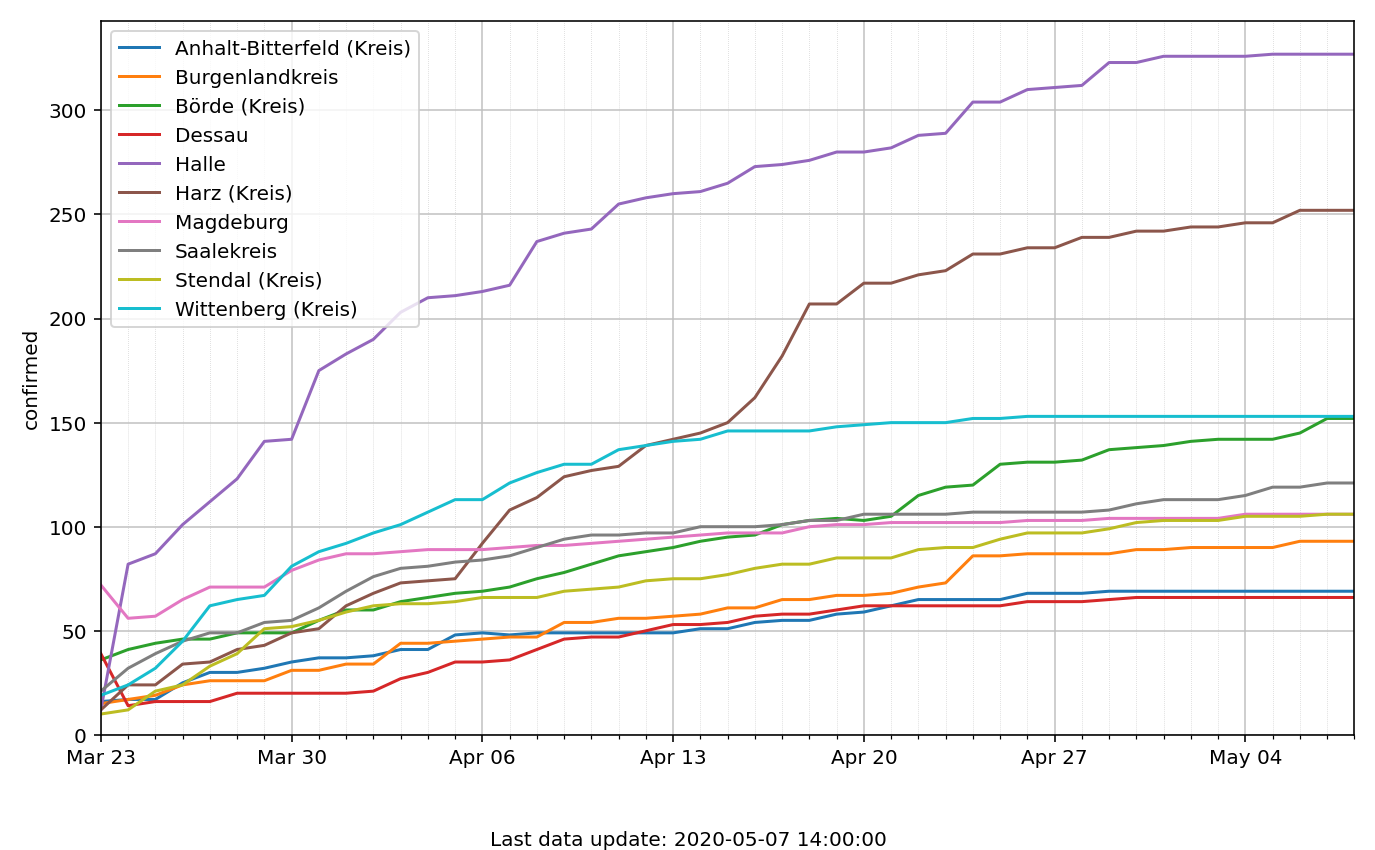 Anhalt-Bitterfeld (Kreis)
Burgenlandkreis
Börde (Kreis)
Dessau
Halle
Harz (Kreis)
Magdeburg
Saalekreis
Stendal (Kreis)
Wittenberg (Kreis)
300
250
200
150
100
50
0
confirmed
Mar 23 Mar 30 Apr 06 Apr 13 Apr 20 Apr 27 May 04
Last data update: 2020-05-07 14:00:00